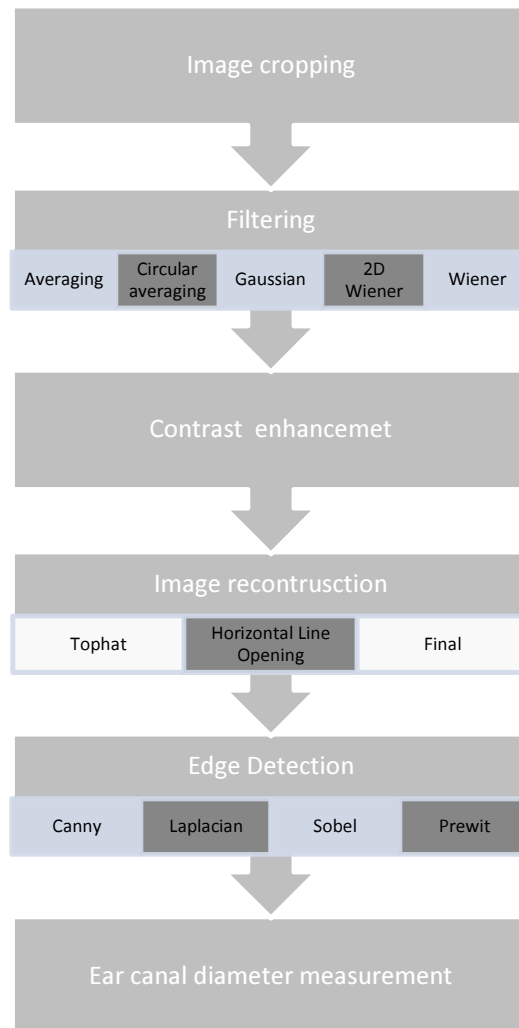 Image cropping
Filtering
Averaging
Circular
averaging
Gaussian
2D
Wiener
Wiener
Contrast  enhancemet
Image recontrusction
Tophat
Horizontal Line
Opening
Final
Edge Detection
Canny
Laplacian
Sobel
Prewit
Ear canal diameter measurement